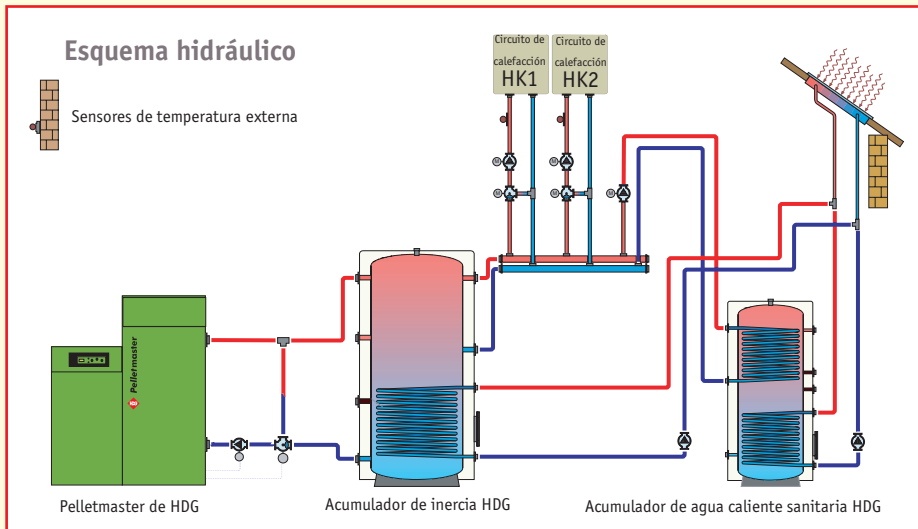 Esquema hidráulico
Sensores de temperatura externa
Circuito de
calefacción
HK1
Circuito de
calefacción
HK2
M
M
M
M
M
Pelletmaster
Pelletmaster de HDG
Acumulador de inercia HDG
Acumulador de agua caliente sanitaria HDG